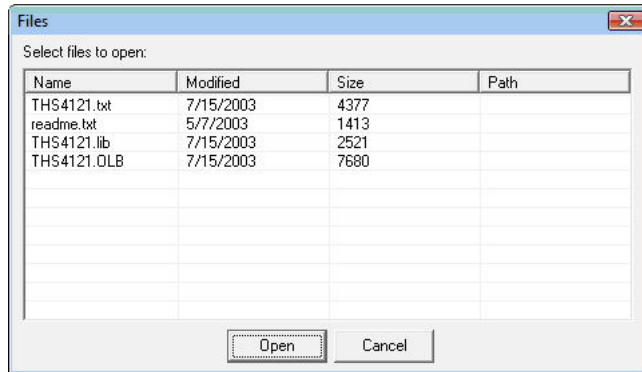 Files
Select files to open:
Name Modified Size Path
THS4121.txt 7/15/2003 4377
readme.txt 5/7/2003 1413
THS4121.lib 7/15/2003 2521
THS4121.OLB 7/15/2003 7680
Open Cancel